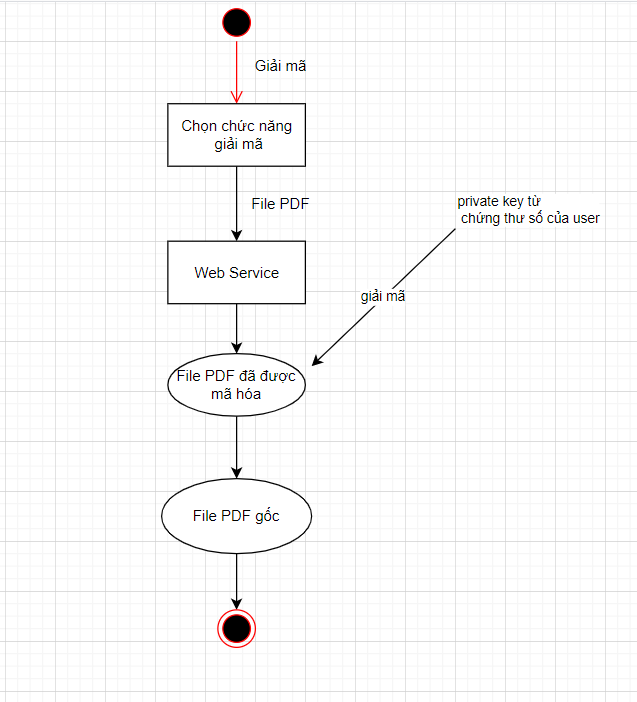 Giải mã
Chọn chức năng
giải mã
File PDF
private key từ
chứng thư số của user
Web Service
giải mã
File PDF đã được
mã hóa
File PDF gốc